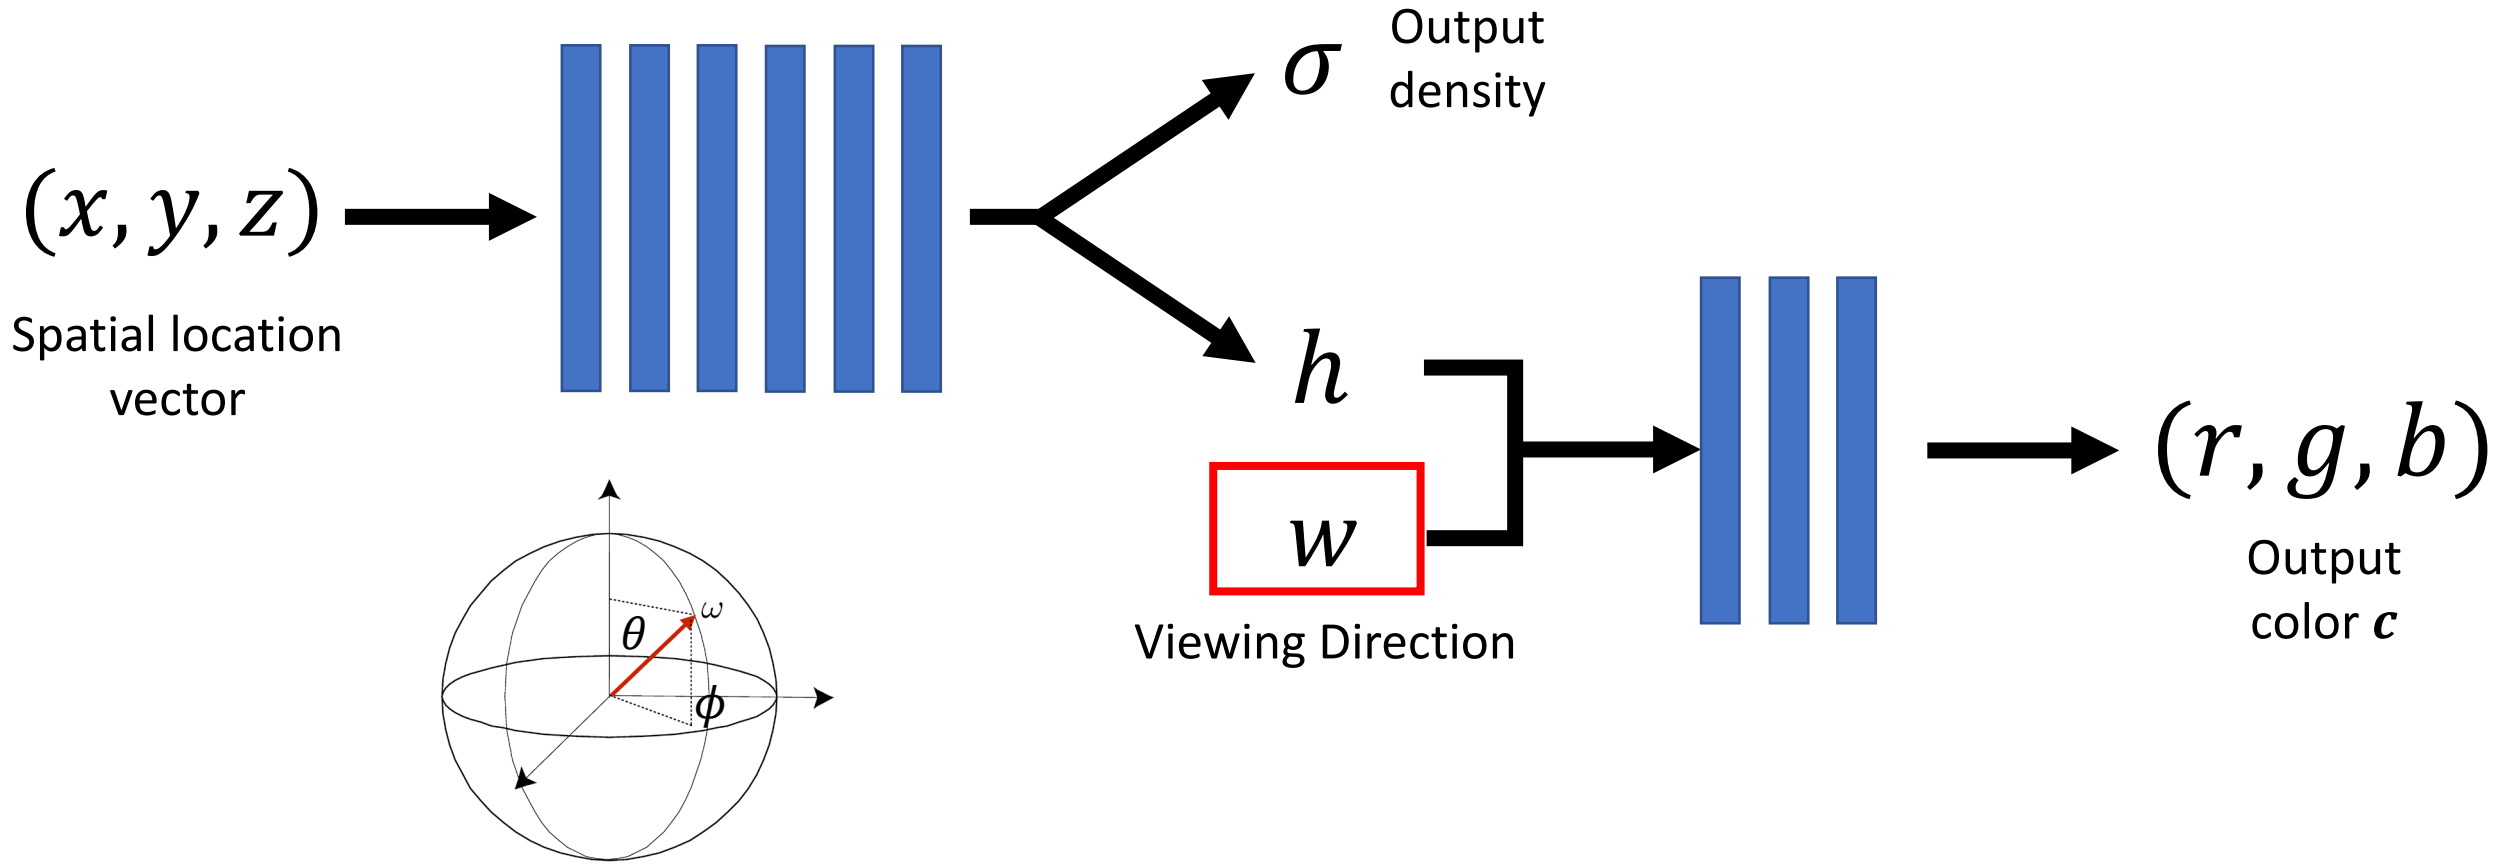 (x, y, z)
Spatial location
vector
σ
Output
density
h
w
Viewing Direction
(r, g, b)
Output
color c
ω
θ
ϕ